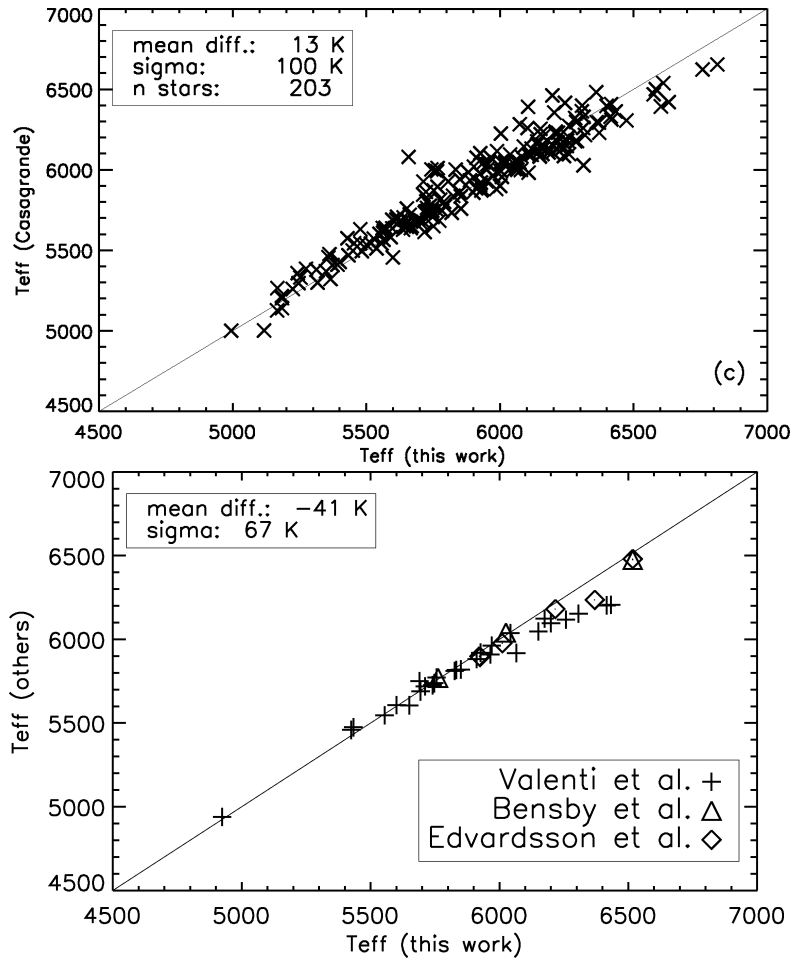 7000
mean diff.: 13 K
sigma: 100 K
n stars: 203
6500
6000
5500
5000
4500
Teff (Casagrande)
(c)
4500 5000 5500 6000 6500 7000
Teff (this work)
7000
mean diff.: −41 K
sigma: 67 K
6500
6000
5500
5000
4500
Teff (others)
Valenti et al.
Bensby et al.
Edvardsson et al.
4500 5000 5500 6000 6500 7000
Teff (this work)